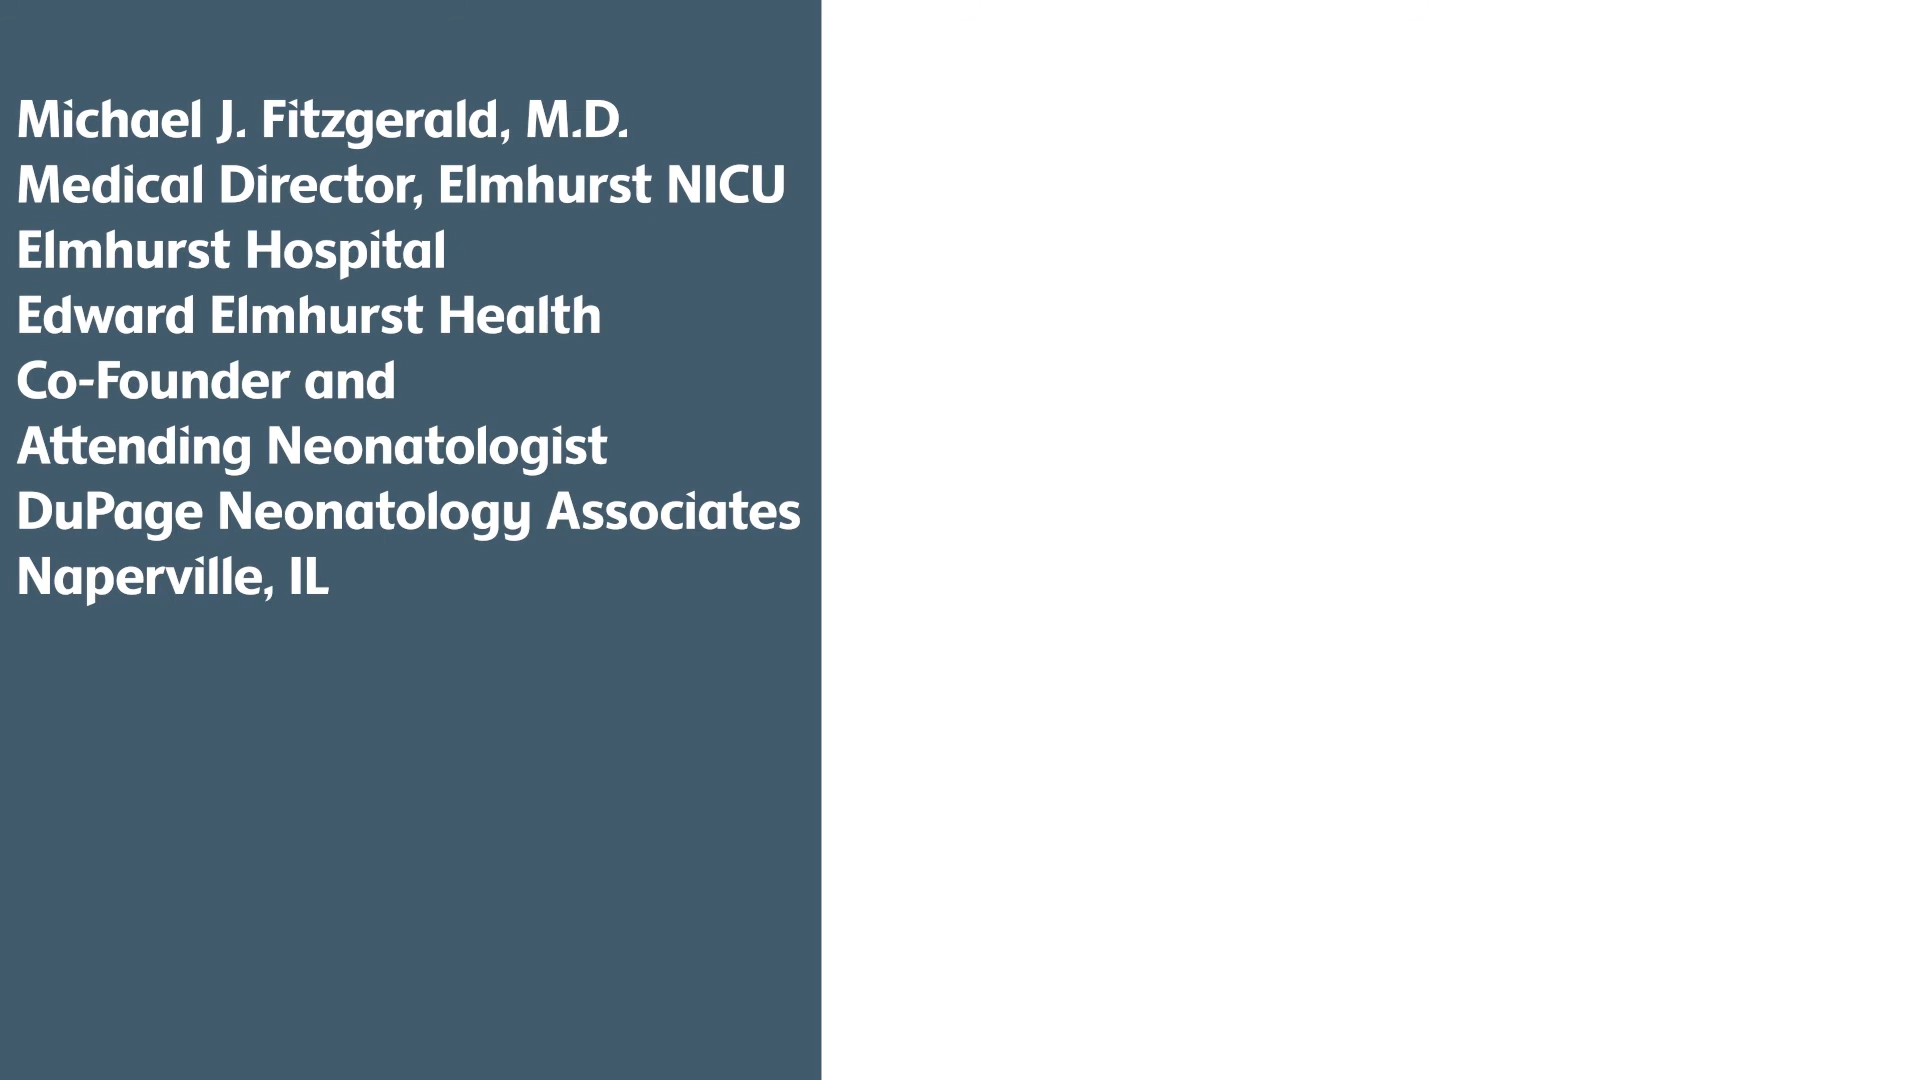 Michael J. Fitzgerald, M.D.
Medical Director, Elmhurst NICU
Elmhurst Hospital
Edward Elmhurst Health
Co-Founder and
Attending Neonatologist
DuPage Neonatology Associates
Naperville, IL